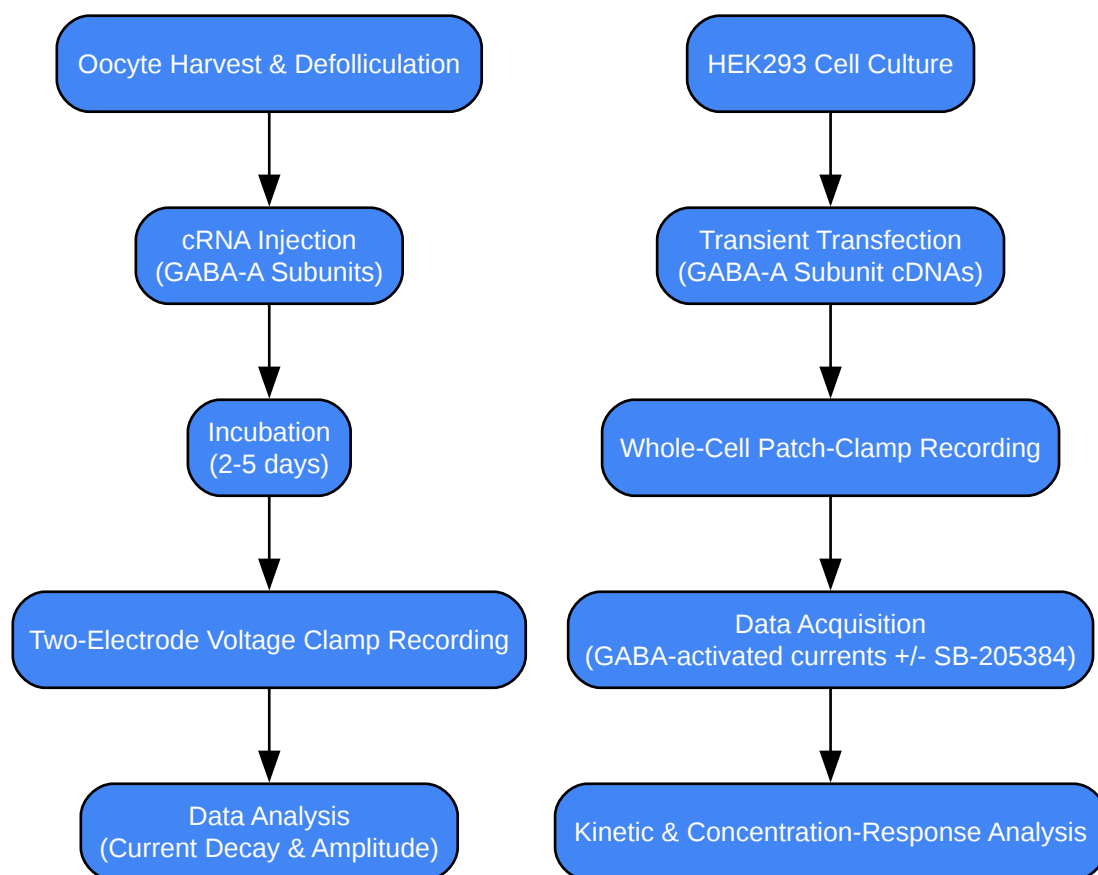 Oocyte Harvest & Defolliculation
cRNA Injection
(GABA-A Subunits)
Incubation
(2-5 days)
Two-Electrode Voltage Clamp Recording
Data Analysis
(Current Decay & Amplitude)
HEK293 Cell Culture
Transient Transfection
(GABA-A Subunit cDNAs)
Whole-Cell Patch-Clamp Recording
Data Acquisition
(GABA-activated currents +/- SB-205384)
Kinetic & Concentration-Response Analysis